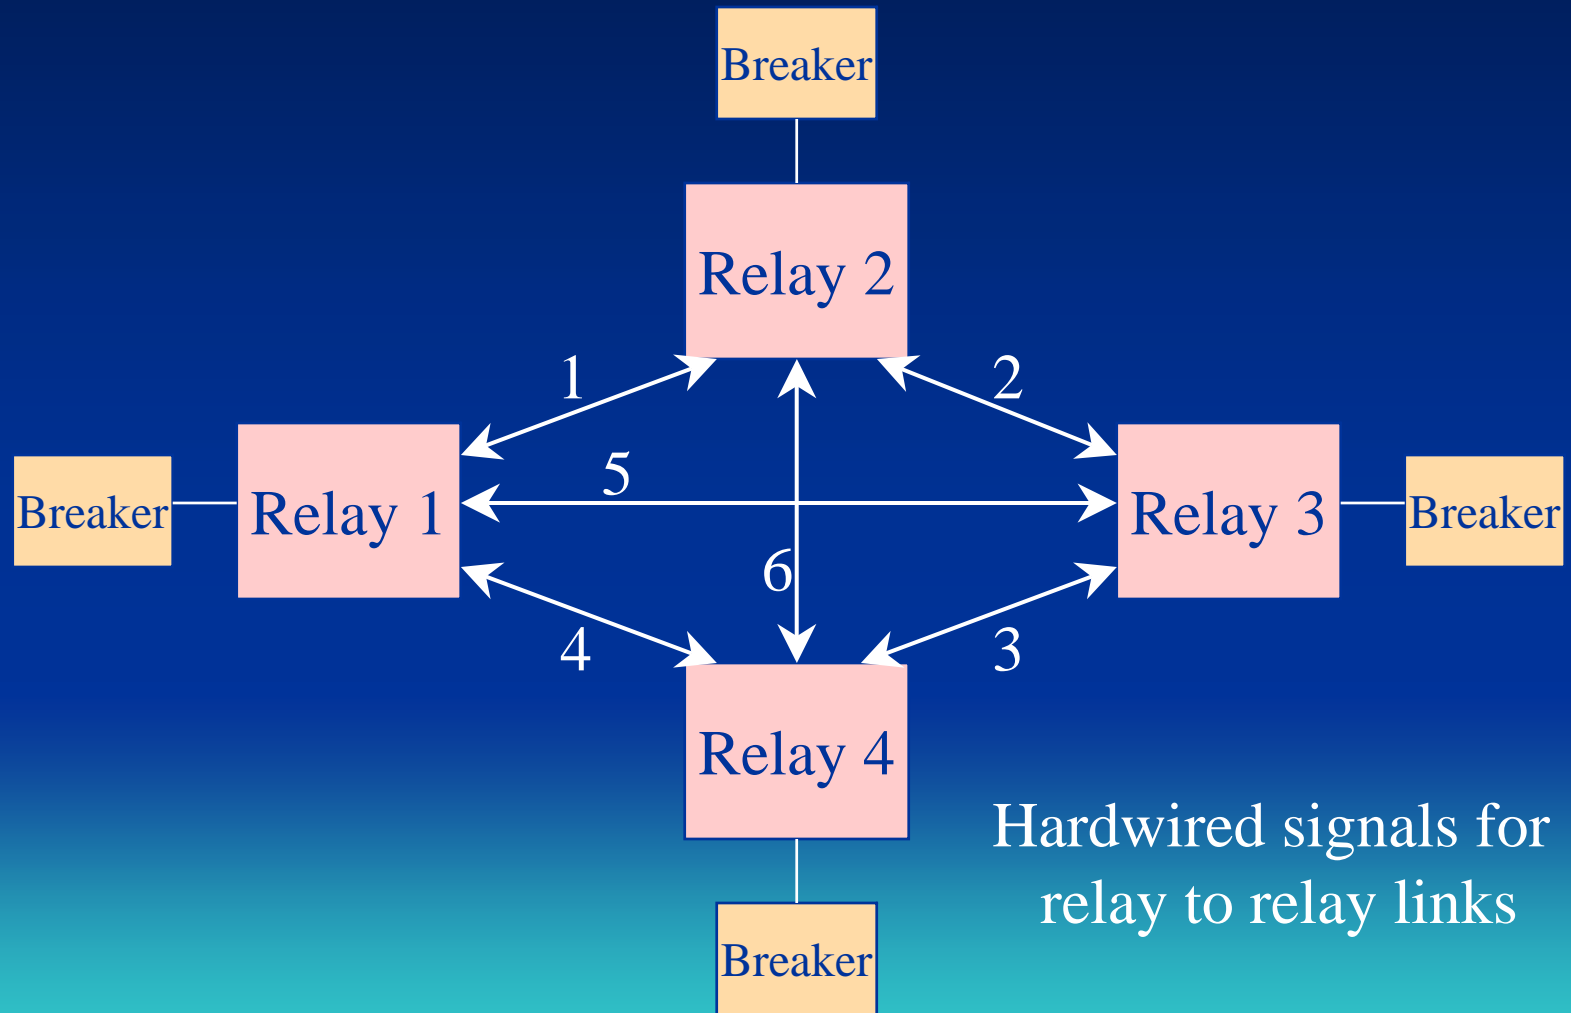 Breaker
Relay 2
1
2
5
Breaker
Relay 1
Relay 3
Breaker
6
4
3
Relay 4
Hardwired signals for
relay to relay links
Breaker